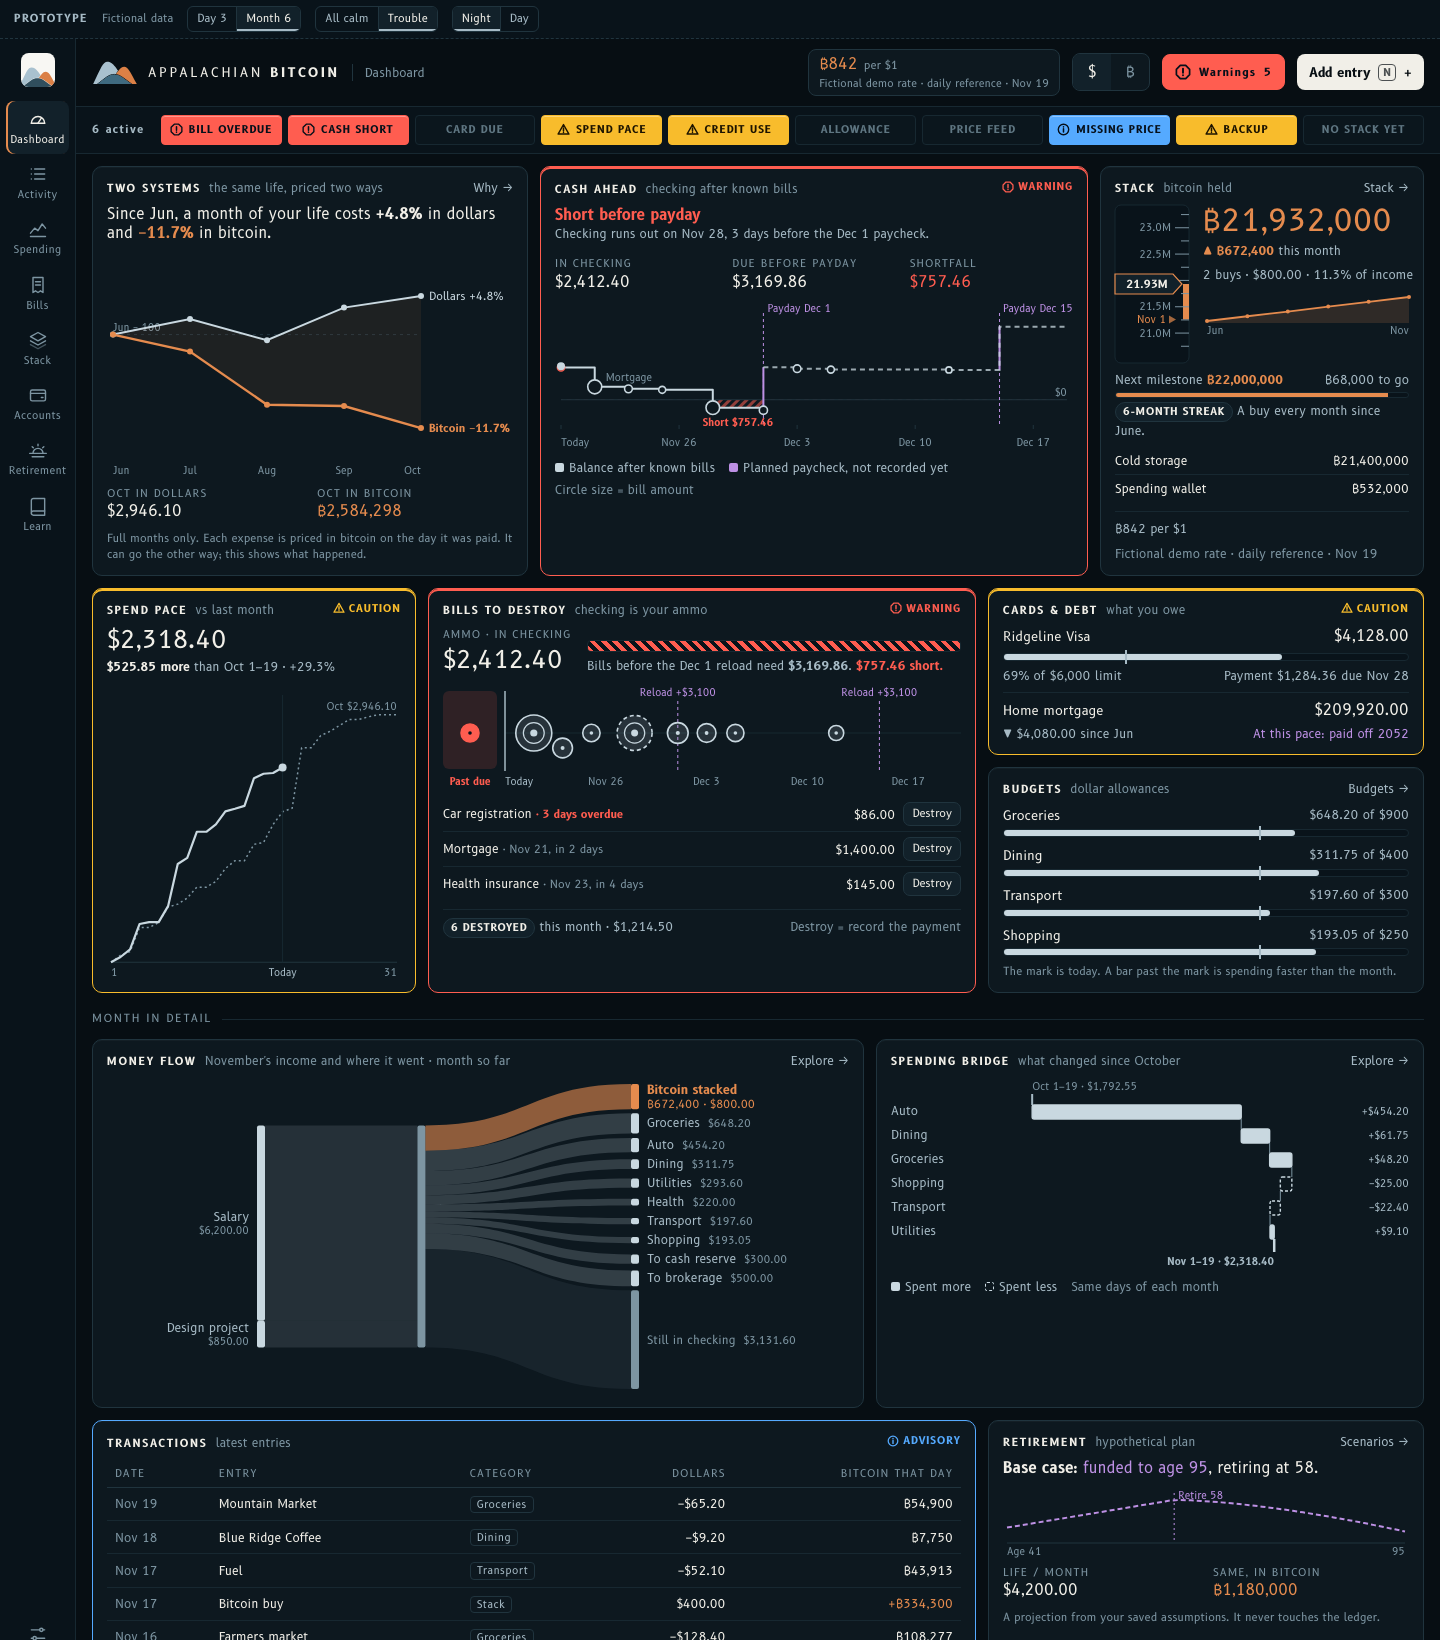 PROTOTYPE Fictional data Day 3 Month 6 All calm Trouble Night Day
APPALACHIAN BITCOIN Dashboard
฿842 per $1
Fictional demo rate · daily reference · Nov 19
$ ฿
Warnings 5
Add entry N +
Dashboard
Activity
Spending
Bills
Stack
Accounts
Retirement
Learn
6 active BILL OVERDUE CASH SHORT CARD DUE SPEND PACE CREDIT USE ALLOWANCE PRICE FEED MISSING PRICE BACKUP NO STACK YET
TWO SYSTEMS the same life, priced two ways Why →
Since Jun, a month of your life costs +4.8% in dollars
and −11.7% in bitcoin.
Jun = 100
Dollars +4.8%
Bitcoin −11.7%
Jun Jul Aug Sep Oct
OCT IN DOLLARS OCT IN BITCOIN
$2,946.10 ฿2,584,298
Full months only. Each expense is priced in bitcoin on the day it was paid. It
can go the other way; this shows what happened.
CASH AHEAD checking after known bills WARNING
Short before payday
Checking runs out on Nov 28, 3 days before the Dec 1 paycheck.
IN CHECKING DUE BEFORE PAYDAY SHORTFALL
$2,412.40 $3,169.86 $757.46
Payday Dec 1 Payday Dec 15
Mortgage
$0
Short $757.46
Today Nov 26 Dec 3 Dec 10 Dec 17
Balance after known bills Planned paycheck, not recorded yet
Circle size = bill amount
STACK bitcoin held Stack →
23.0M
22.5M
21.93M
21.5M
Nov 1 ▶
21.0M
฿21,932,000
▲ ฿672,400 this month
2 buys · $800.00 · 11.3% of income
Jun Nov
Next milestone ฿22,000,000 ฿68,000 to go
6-MONTH STREAK A buy every month since
June.
Cold storage ฿21,400,000
Spending wallet ฿532,000
฿842 per $1
Fictional demo rate · daily reference · Nov 19
SPEND PACE vs last month CAUTION
$2,318.40
$525.85 more than Oct 1–19 · +29.3%
Oct $2,946.10
1 Today 31
BILLS TO DESTROY checking is your ammo WARNING
AMMO · IN CHECKING
$2,412.40
Bills before the Dec 1 reload need $3,169.86. $757.46 short.
Reload +$3,100 Reload +$3,100
Past due Today Nov 26 Dec 3 Dec 10 Dec 17
Car registration · 3 days overdue $86.00 Destroy
Mortgage · Nov 21, in 2 days $1,400.00 Destroy
Health insurance · Nov 23, in 4 days $145.00 Destroy
6 DESTROYED this month · $1,214.50 Destroy = record the payment
CARDS & DEBT what you owe CAUTION
Ridgeline Visa $4,128.00
69% of $6,000 limit Payment $1,284.36 due Nov 28
Home mortgage $209,920.00
▼ $4,080.00 since Jun At this pace: paid off 2052
BUDGETS dollar allowances Budgets →
Groceries $648.20 of $900
Dining $311.75 of $400
Transport $197.60 of $300
Shopping $193.05 of $250
The mark is today. A bar past the mark is spending faster than the month.
MONTH IN DETAIL
MONEY FLOW November's income and where it went · month so far Explore →
Salary
$6,200.00
Design project
$850.00
Bitcoin stacked
฿672,400 · $800.00
Groceries $648.20
Auto $454.20
Dining $311.75
Utilities $293.60
Health $220.00
Transport $197.60
Shopping $193.05
To cash reserve $300.00
To brokerage $500.00
Still in checking $3,131.60
SPENDING BRIDGE what changed since October Explore →
Oct 1–19 · $1,792.55
Auto +$454.20
Dining +$61.75
Groceries +$48.20
Shopping −$25.00
Transport −$22.40
Utilities +$9.10
Nov 1–19 · $2,318.40
Spent more Spent less Same days of each month
TRANSACTIONS latest entries ADVISORY
DATE ENTRY CATEGORY DOLLARS BITCOIN THAT DAY
Nov 19 Mountain Market Groceries −$65.20 ฿54,900
Nov 18 Blue Ridge Coffee Dining −$9.20 ฿7,750
Nov 17 Fuel Transport −$52.10 ฿43,913
Nov 17 Bitcoin buy Stack $400.00 +฿334,300
Nov 16 Farmers market Groceries −$128.40 ฿108,277
RETIREMENT hypothetical plan Scenarios →
Base case: funded to age 95, retiring at 58.
Retire 58
Age 41 95
LIFE / MONTH SAME, IN BITCOIN
$4,200.00 ฿1,180,000
A projection from your saved assumptions. It never touches the ledger.